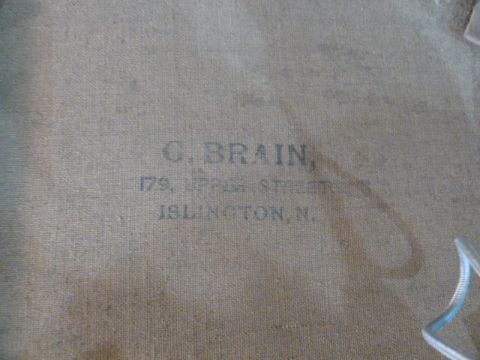 C. BRAIN,
179, UPPER STREET,
ISLINGTON, N.